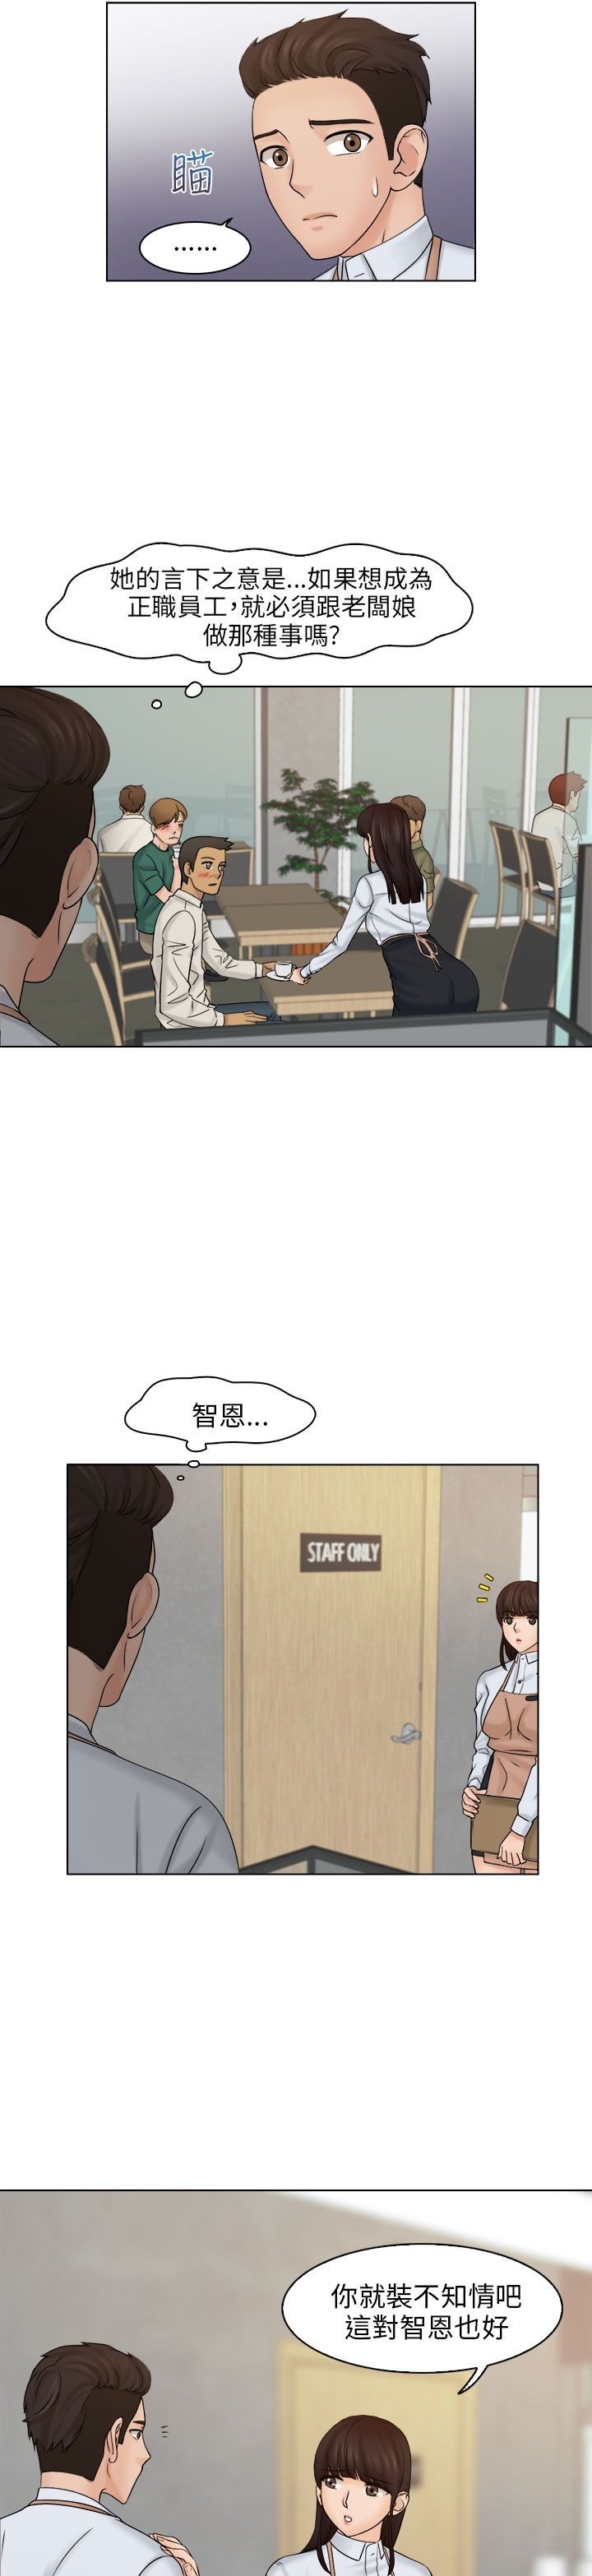 瞄
……
她的言下之意是…如果想成為
正職員工，就必須跟老闆娘
做那種事嗎?
智恩…
STAFF ONLY
你就裝不知情吧
這對智恩也好